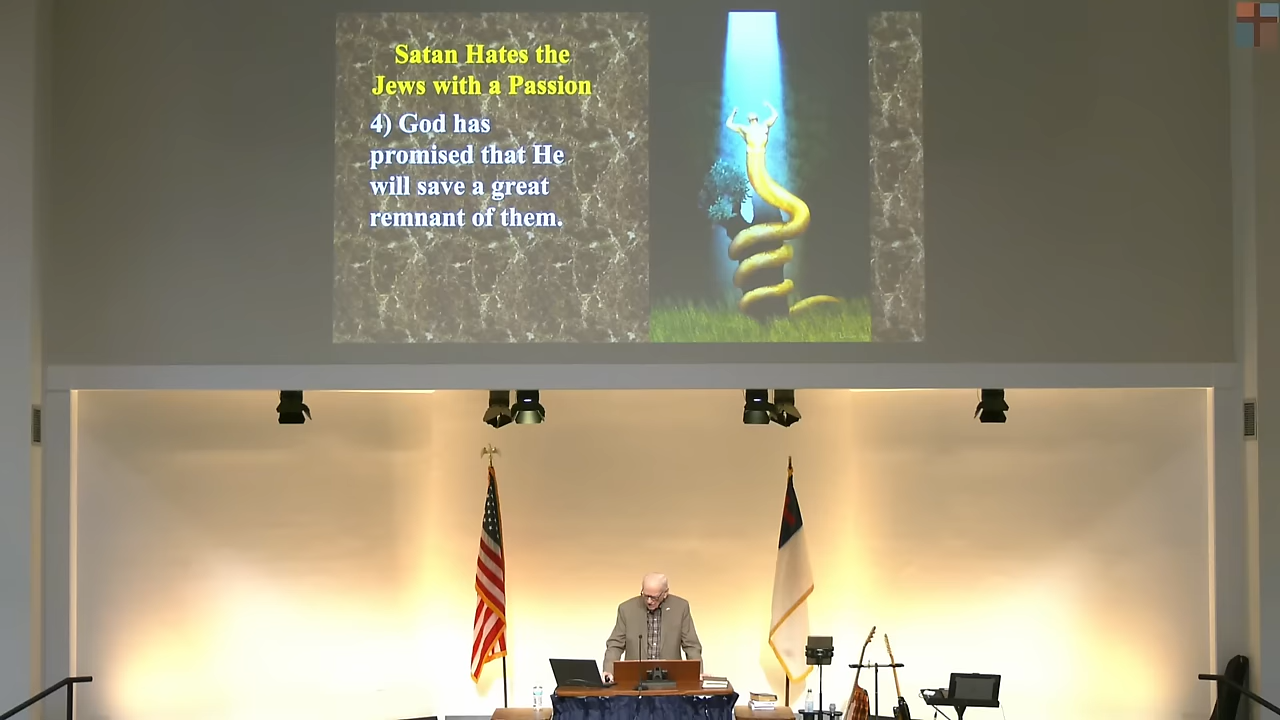 Satan Hates the
Jews with a Passion
4) God has
promised that He
will save a great
remnant of them.